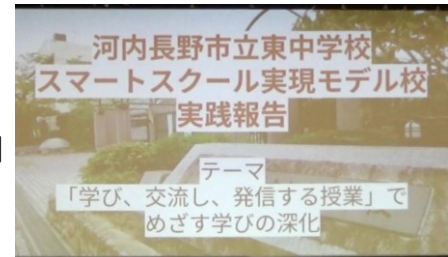 河内長野市立東中学校
スマートスクール実現モデル校
実践報告
テーマ
「学び、交流し、発信する授業」で
めざす学びの深化